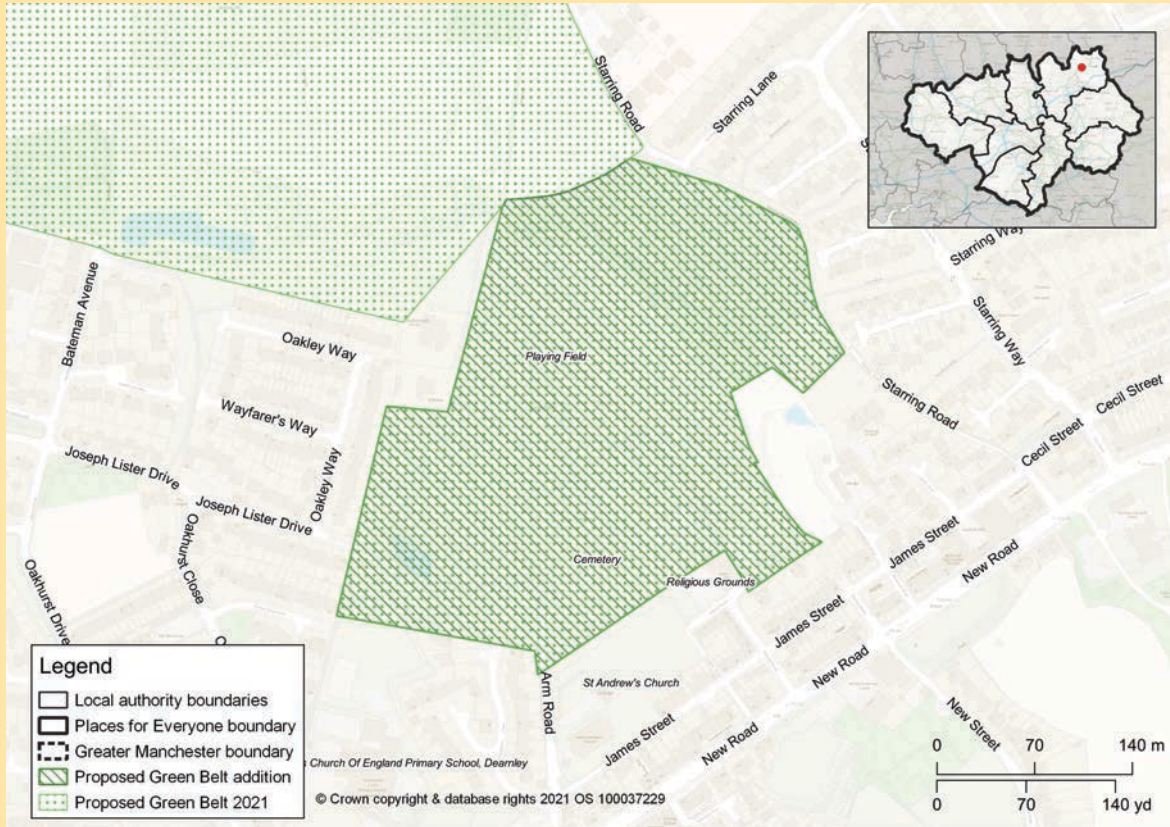 Starring Road
Starring Lane
Starring Way
Starring Way
Bateman Avenue
Oakley Way
Playing Field
Wayfarer's Way
Starring Road
Cecil Street
Cecil Street
Joseph Lister Drive
Oakley Way
Joseph Lister Drive
Oakhurst Close
James Street
New Road
Cemetery
Religious Grounds
Oakhurst Drive
James Street
New Road
Arm Road
St Andrew's Church
New Street
James Street
New Road
Church Of England Primary School, Dearnley
Legend
Local authority boundaries
Places for Everyone boundary
Greater Manchester boundary
Proposed Green Belt addition
Proposed Green Belt 2021
© Crown copyright & database rights 2021 OS 100037229
0 70 140 m
0 70 140 yd